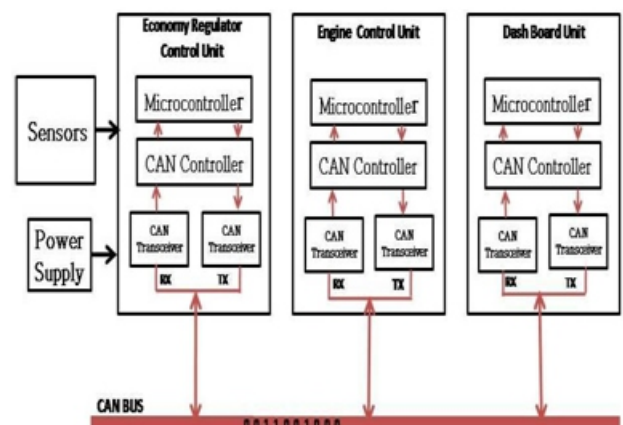 Economy Regulator
Control Unit
Engine Control Unit
Dash Board Unit
Sensors
Power
Supply
Microcontroller
CAN Controller
CAN
Transceiver
CAN
Transceiver
RX
TX
Microcontroller
CAN Controller
CAN
Transceiver
CAN
Transceiver
RX
TX
Microcontroller
CAN Controller
CAN
Transceiver
CAN
Transceiver
RX
TX
CAN BUS